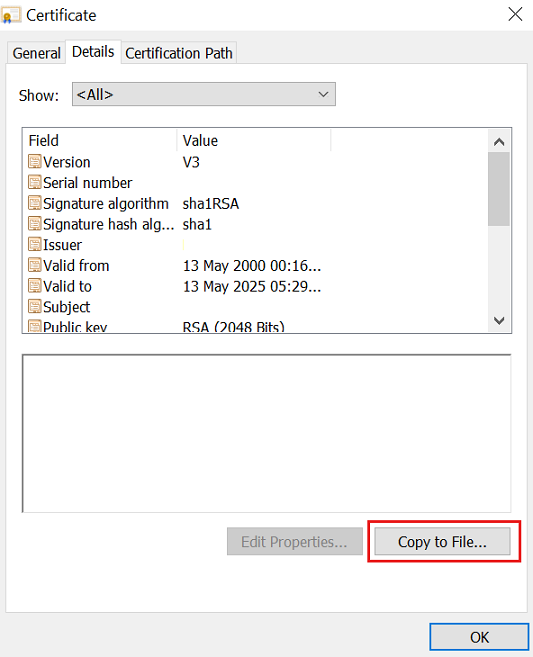 Certificate
General Details Certification Path
Show: <All>
Field Value
Version V3
Serial number
Signature algorithm sha1RSA
Signature hash alg... sha1
Issuer
Valid from 13 May 2000 00:16...
Valid to 13 May 2025 05:29...
Subject
Public key RSA (2048 Bits)
Edit Properties... Copy to File...
OK